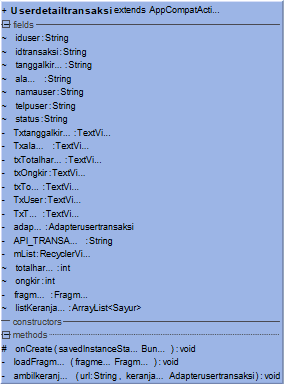 + Userdetailtransaksi extends AppCompatActi...
fields
~ iduser : String
~ idtransaksi : String
~ tanggalkir... : String
~ ala... : String
~ namauser : String
~ telpuser : String
~ status : String
- Txtanggalkir... : TextVi...
- Txala... : TextVi...
- txTotalhar... : TextVi...
- txOngkir : TextVi...
- txTo... : TextVi...
- TxUser : TextVi...
- TxT... : TextVi...
- adap... : Adapterusertransaksi
- API_TRANSA... : String
- mList : RecyclerVi...
~ totalhar... : int
~ ongkir : int
- fragm... : Fragm...
~ listKeranja... : ArrayList<Sayur>
constructors
methods
# onCreate ( savedInstanceSta... Bun... ) : void
- loadFragm... ( fragme... Fragm... ) : void
- ambilkeranj... ( url:String , keranja... Adapterusertransaksi) : void